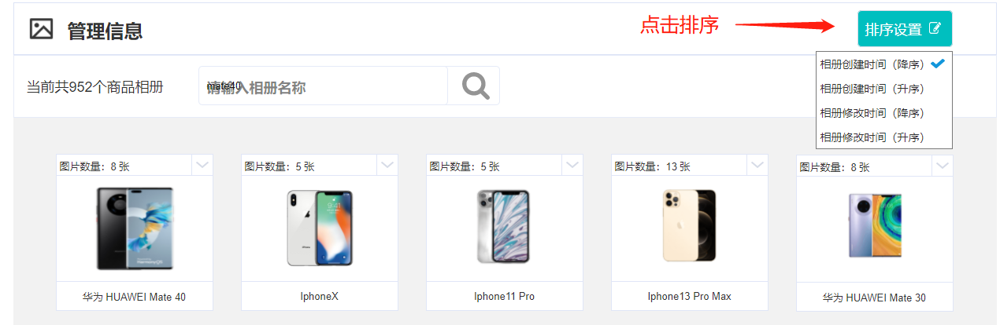 管理信息
点击排序
排序设置
相册创建时间（降序）
相册创建时间（升序）
相册修改时间（降序）
相册修改时间（升序）
当前共952个商品相册
请输入相册名称
mate40
图片数量：8 张
图片数量：5 张
图片数量：5 张
图片数量：13 张
图片数量：8 张
9:41
华为 HUAWEI Mate 40
IphoneX
Iphone11 Pro
Iphone13 Pro Max
华为 HUAWEI Mate 30